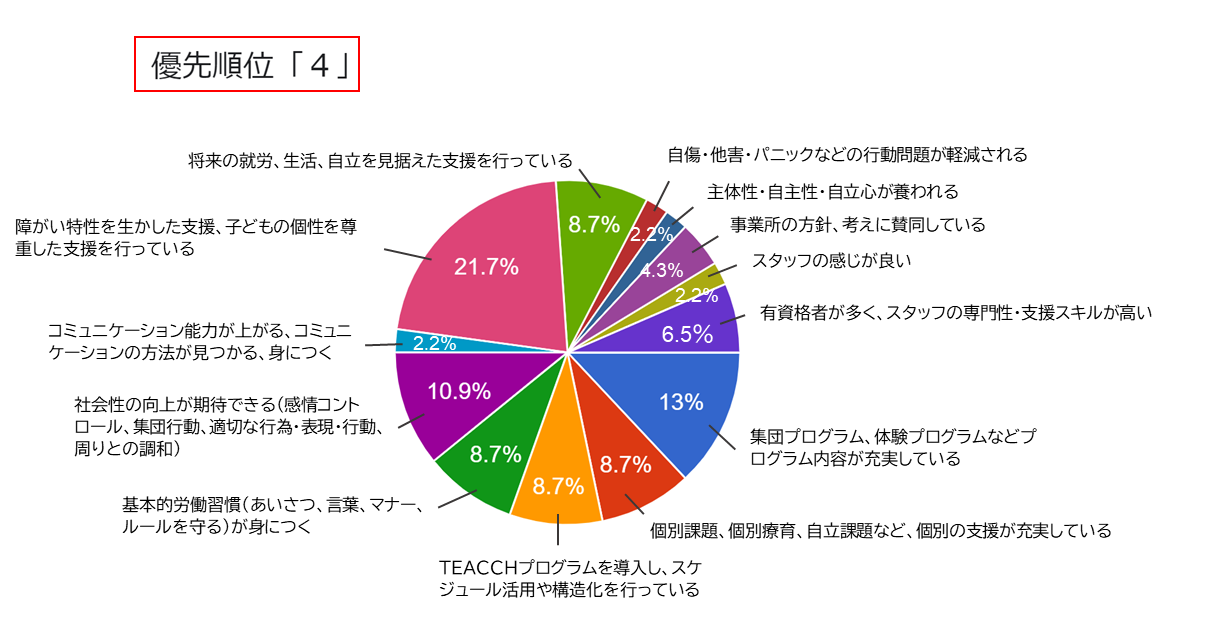 優先順位「４」
将来の就労、生活、自立を見据えた支援を行っている
自傷・他害・パニックなどの行動問題が軽減される
主体性・自主性・自立心が養われる
事業所の方針、考えに賛同している
スタッフの感じが良い
有資格者が多く、スタッフの専門性・支援スキルが高い
集団プログラム、体験プログラムなどプ
ログラム内容が充実している
個別課題、個別療育、自立課題など、個別の支援が充実している
TEACCHプログラムを導入し、スケ
ジュール活用や構造化を行っている
基本的労働習慣（あいさつ、言葉、マナー、
ルールを守る）が身につく
社会性の向上が期待できる（感情コント
ロール、集団行動、適切な行為・表現・行動、
周りとの調和）
コミュニケーション能力が上がる、コミュニ
ケーションの方法が見つかる、身につく
障がい特性を生かした支援、子どもの個性を尊
重した支援を行っている
8.7%
2.2%
4.3%
2.2%
6.5%
13%
8.7%
8.7%
8.7%
10.9%
2.2%
21.7%